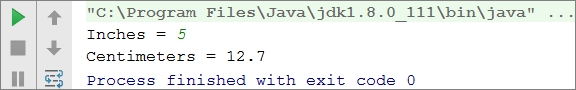 "C:\Program Files\Java\jdk1.8.0_111\bin\java" ...
Inches = 5
Centimeters = 12.7
Process finished with exit code 0